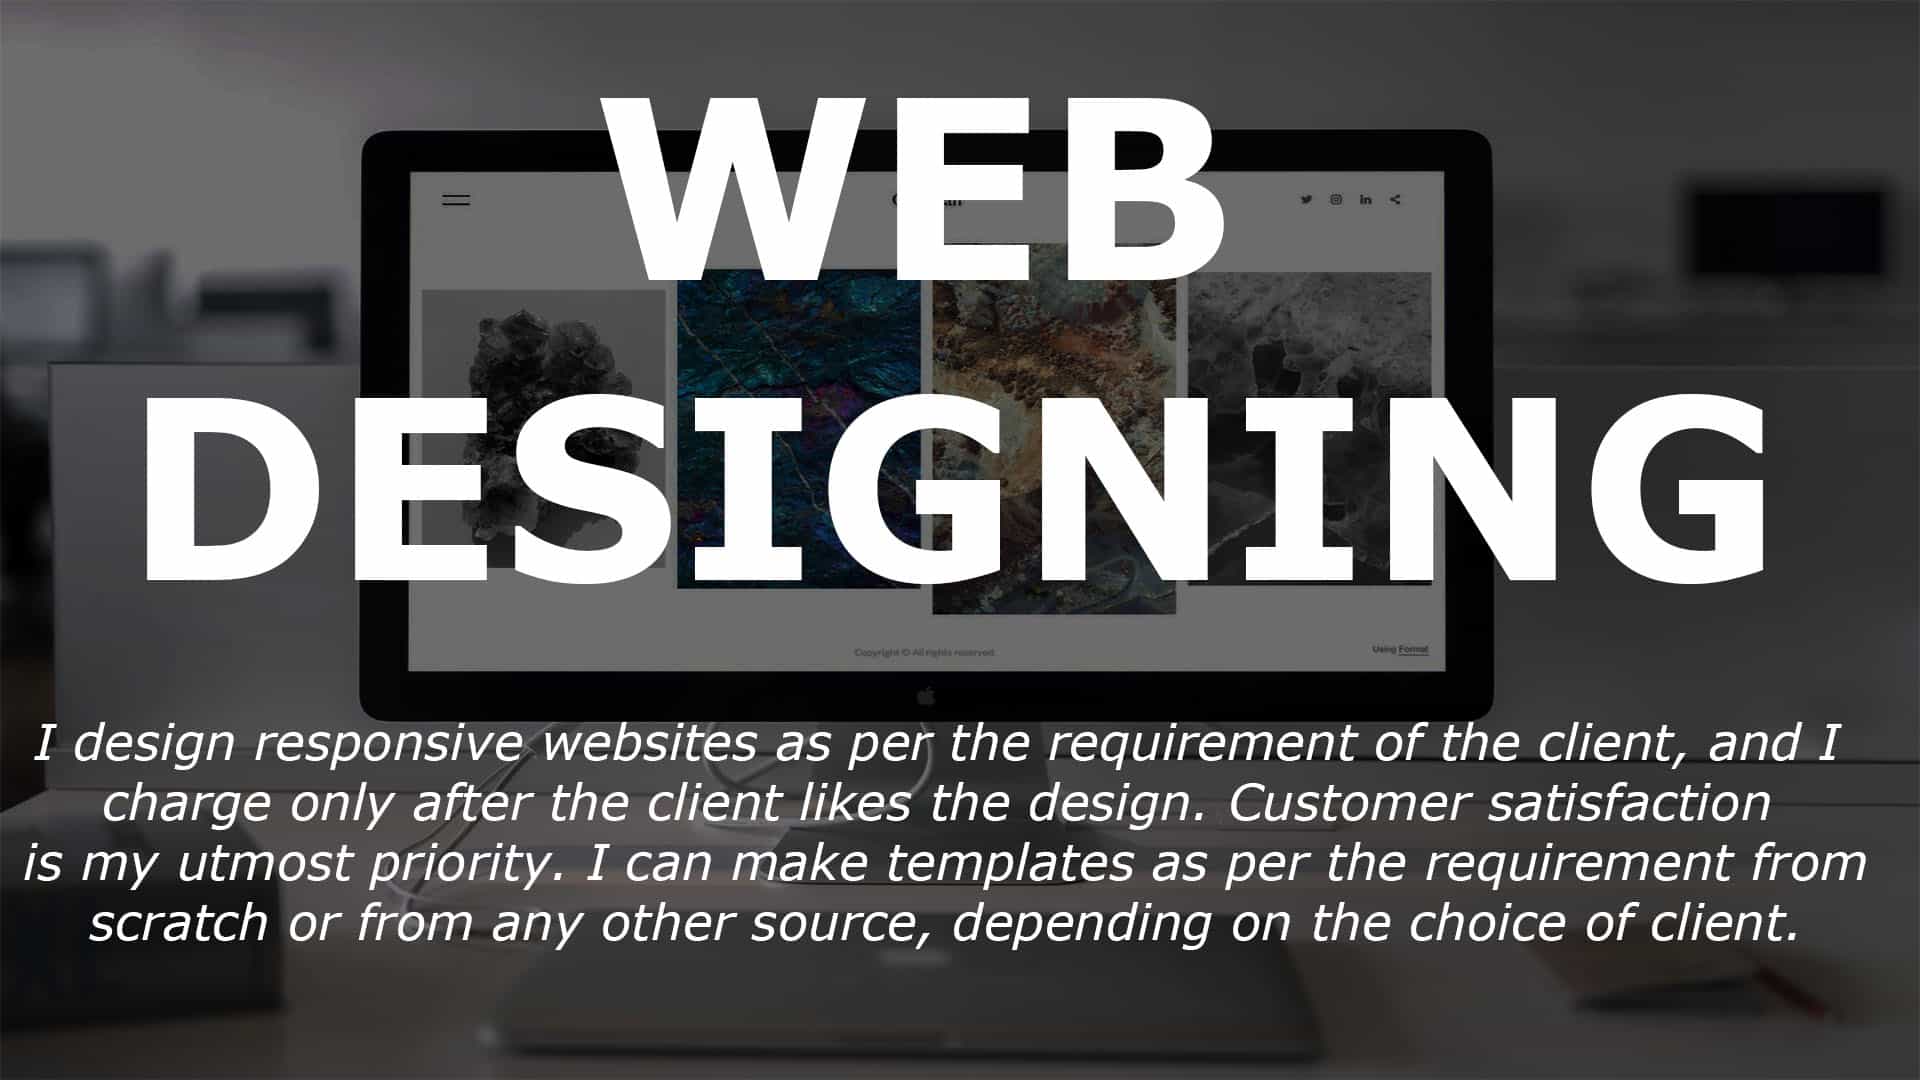 WEB
DESIGNING
Copyright © All rights reserved.
Using Format
I design responsive websites as per the requirement of the client, and I
charge only after the client likes the design. Customer satisfaction
is my utmost priority. I can make templates as per the requirement from
scratch or from any other source, depending on the choice of client.